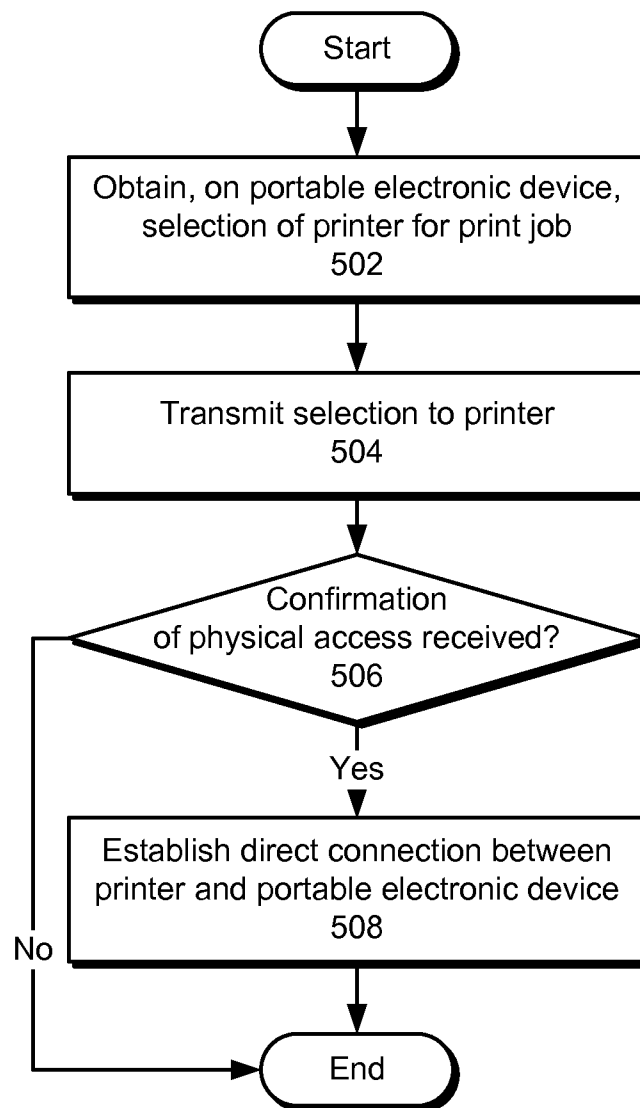 Start
Obtain, on portable electronic device,
selection of printer for print job
502
Transmit selection to printer
504
Confirmation
of physical access received?
506
Yes
Establish direct connection between
printer and portable electronic device
508
No
End